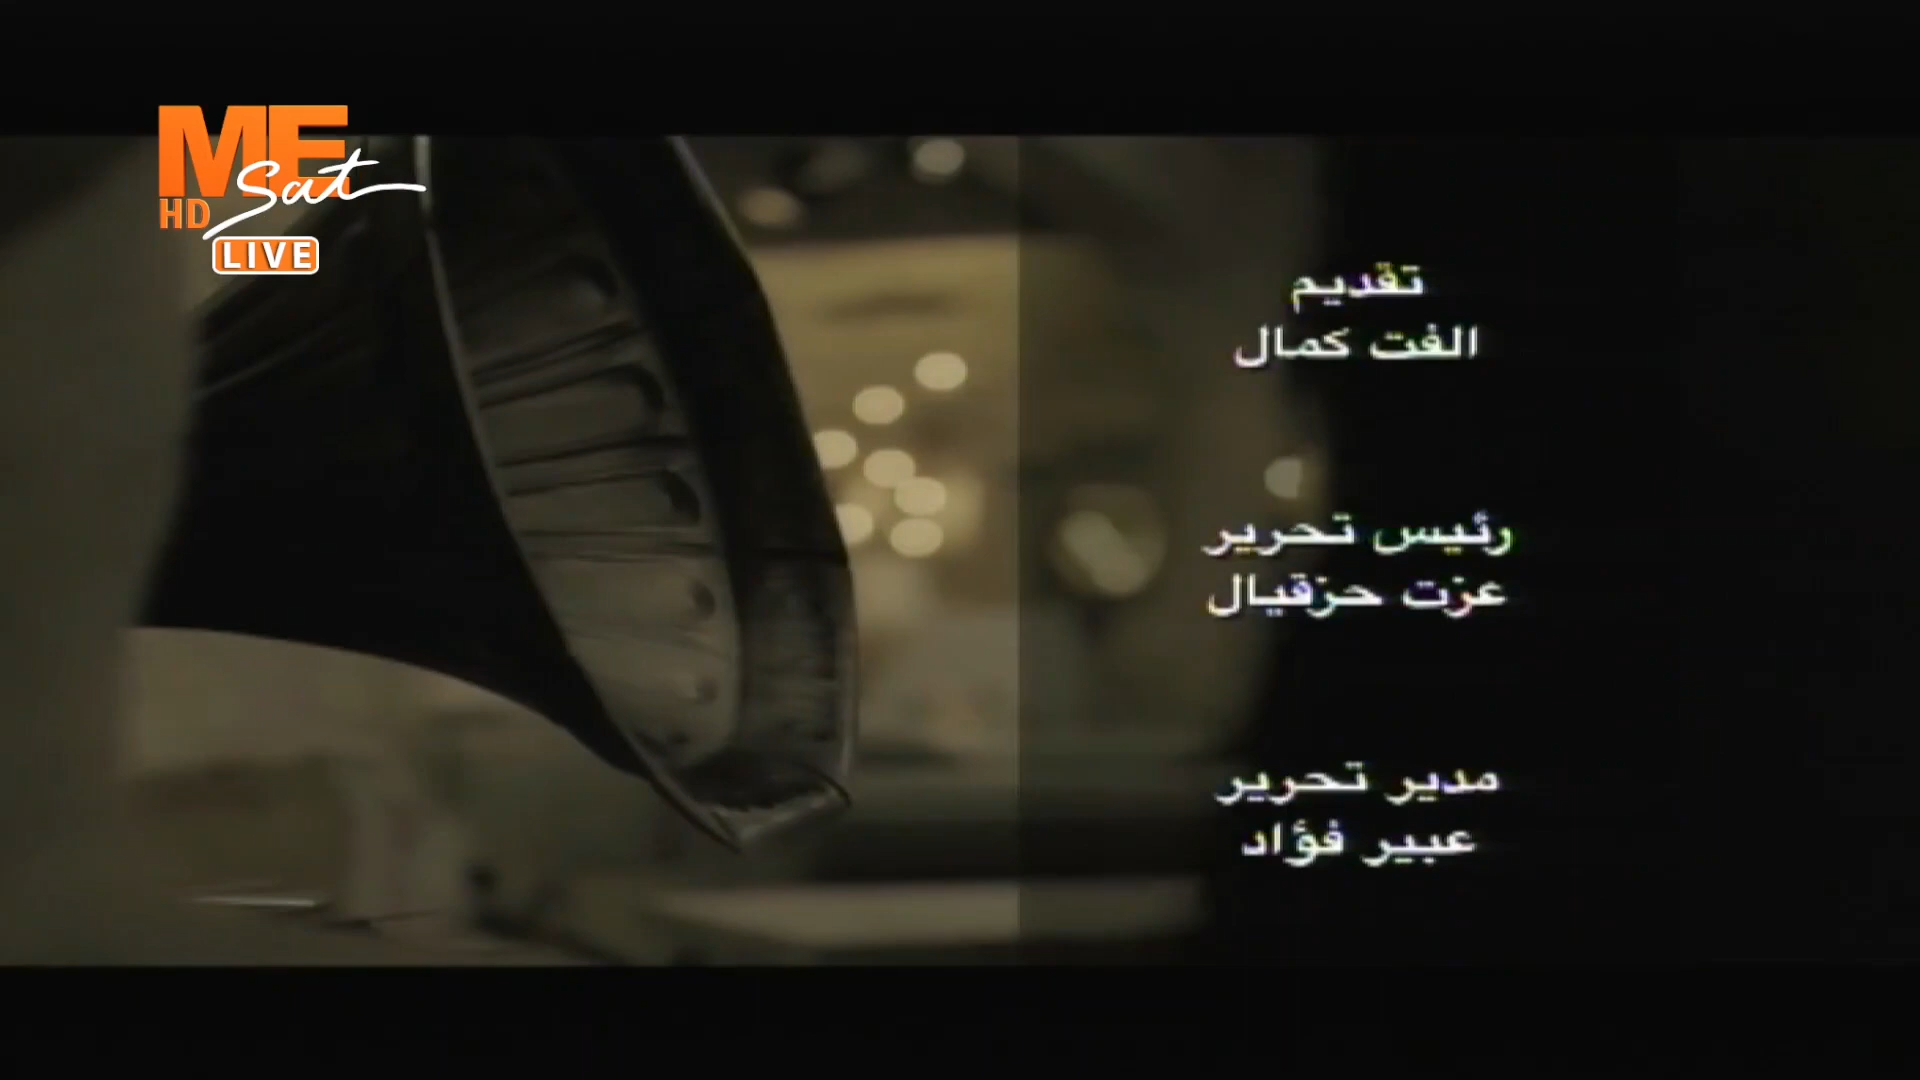 ME
Sat
HD
LIVE
تقديم
الفت كمال
رئيس تحرير
عزت حزقيال
مدير تحرير
عبير فؤاد